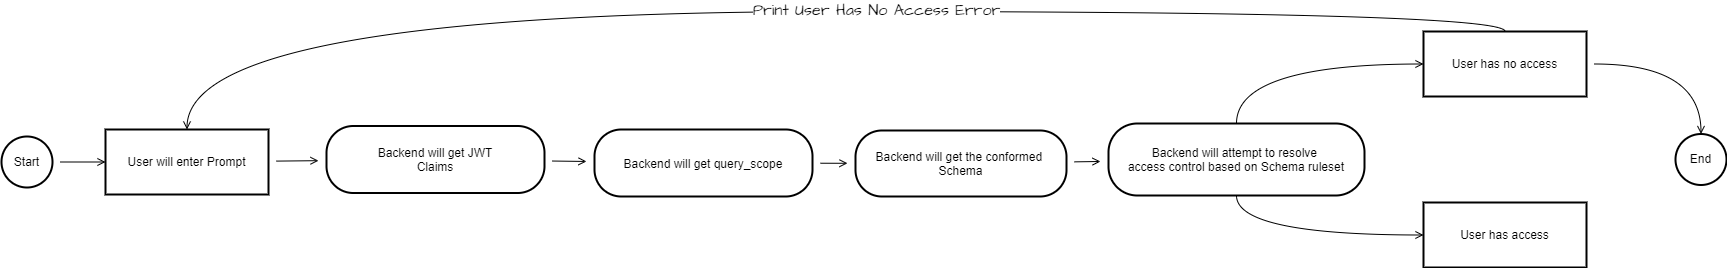 Print User Has No Access Error
User has no access
Start
User will enter Prompt
Backend will get JWT
Claims
Backend will get query_scope
Backend will get the conformed
Schema
Backend will attempt to resolve
access control based on Schema ruleset
End
User has access